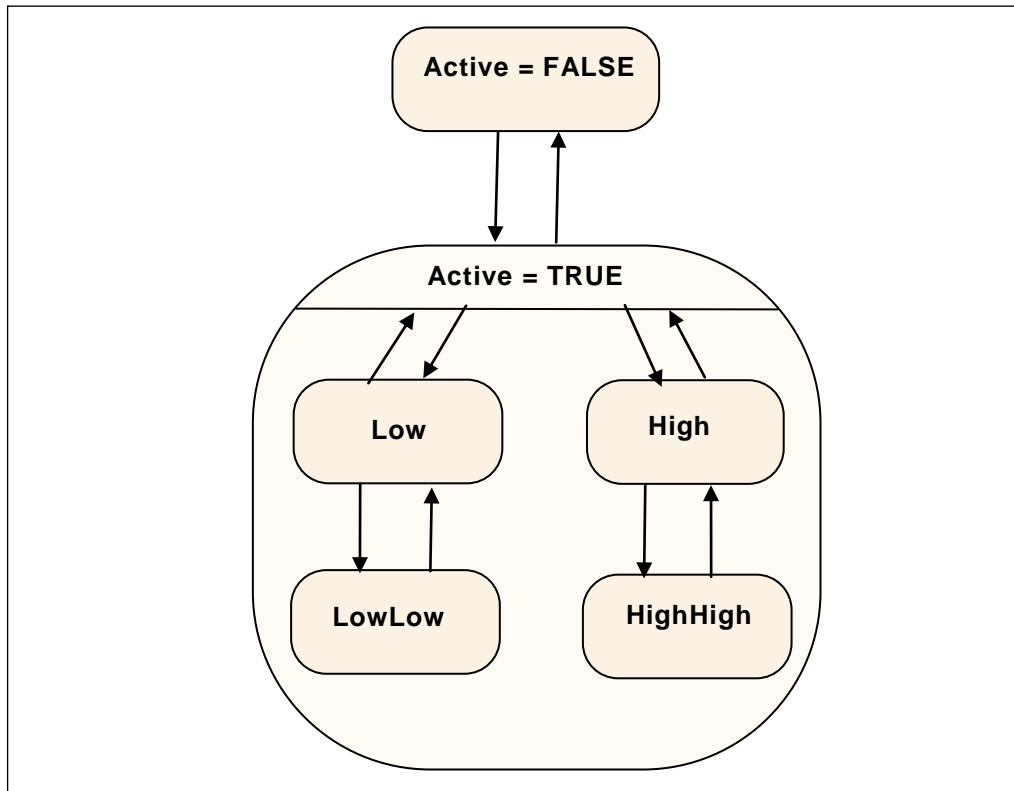 Active = FALSE
Active = TRUE
Low
High
LowLow
HighHigh